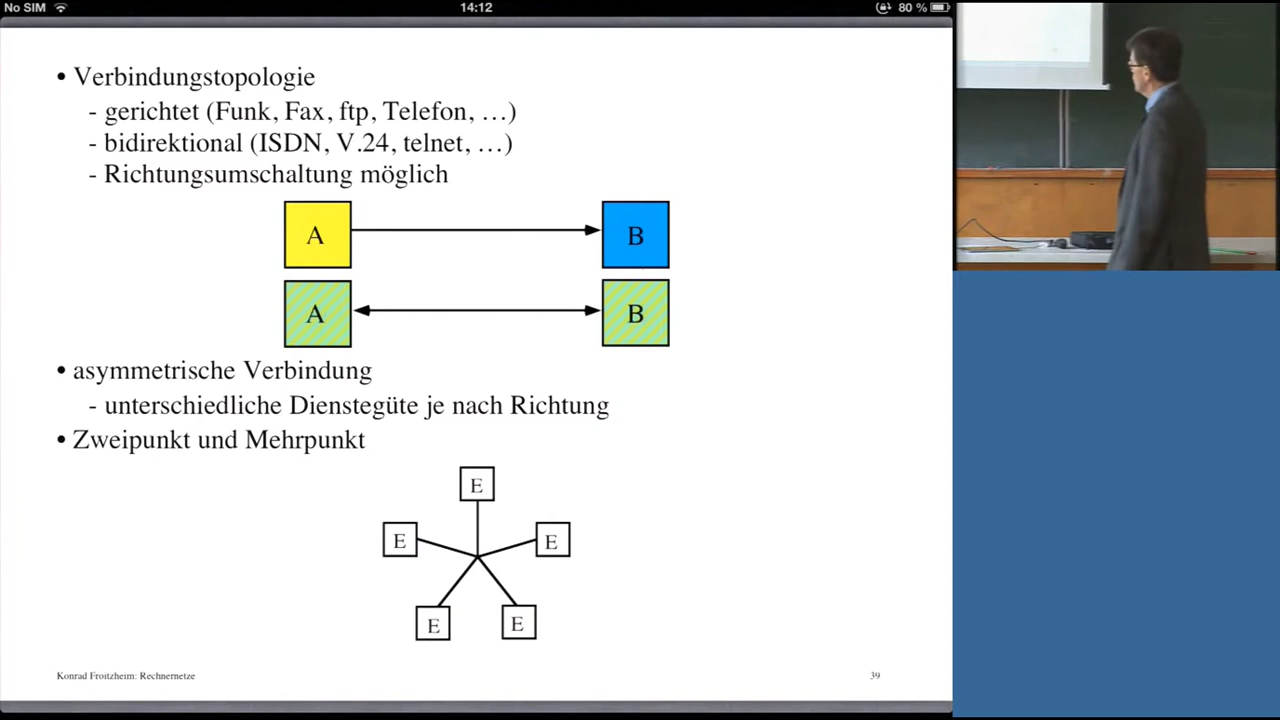 No SIM 14:12 80 %
• Verbindungstopologie
- gerichtet (Funk, Fax, ftp, Telefon, …)
- bidirektional (ISDN, V.24, telnet, …)
- Richtungsumschaltung möglich
A B
A B
• asymmetrische Verbindung
- unterschiedliche Dienstegüte je nach Richtung
• Zweipunkt und Mehrpunkt
E
E E
E E
Konrad Froitzheim: Rechnernetze 39